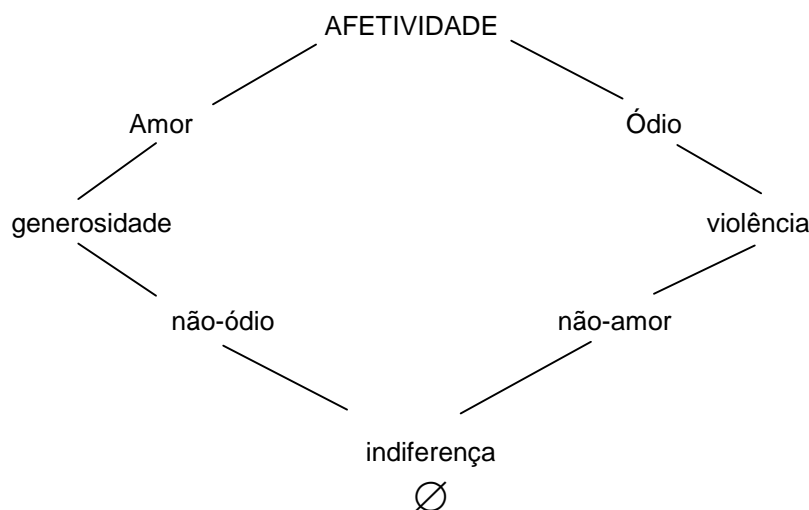 AFETIVIDADE
Amor Ódio
generosidade violência
não-ódio não-amor
indiferença
∅